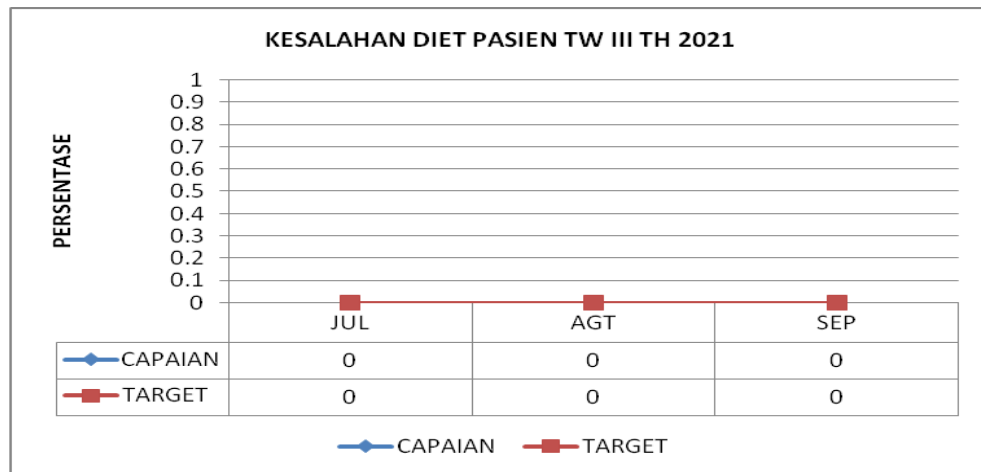 KESALAHAN DIET PASIEN TW III TH 2021
PERSENTASE
1
0.9
0.8
0.7
0.6
0.5
0.4
0.3
0.2
0.1
0
JUL AGT SEP
CAPAIAN 0 0 0
TARGET 0 0 0
CAPAIAN TARGET